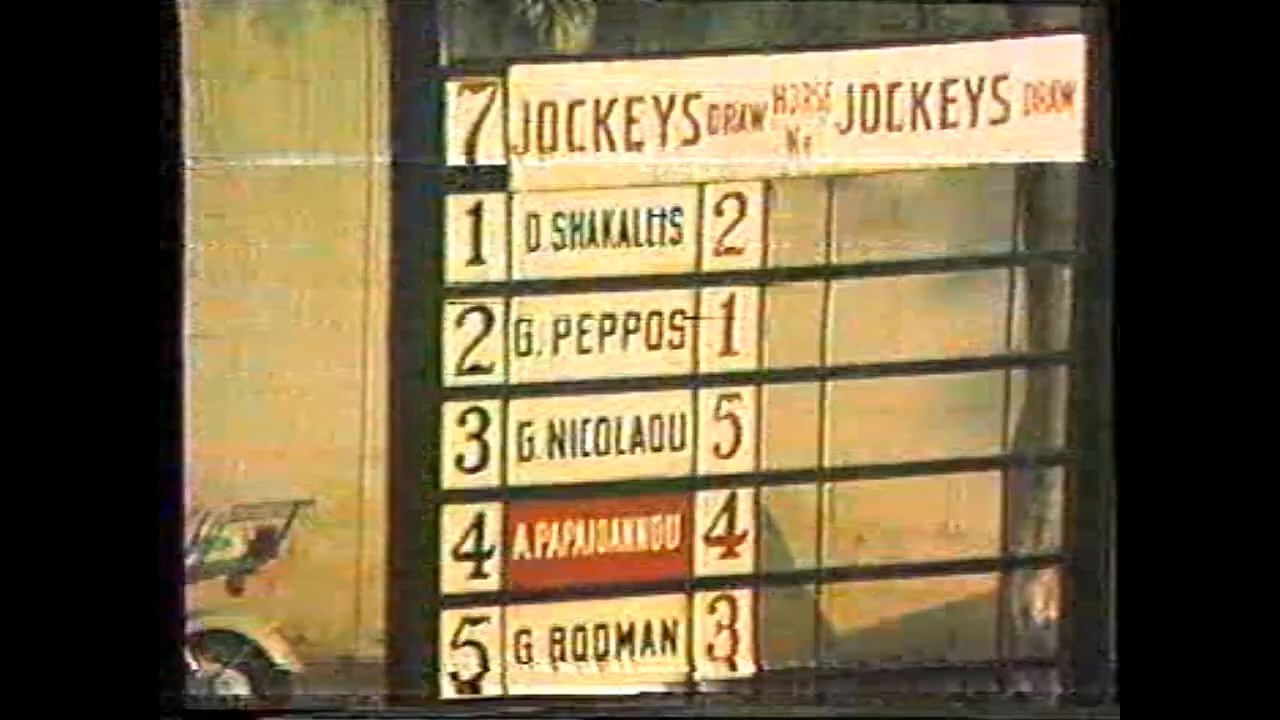 7 JOCKEYS DRAW HORSE No JOCKEYS DRAW
1 D. SHAKALLIS 2
2 G. PEPPOS 1
3 G. NICOLAOU 5
4 A. PAPAIOANNOU 4
5 G RODMAN 3